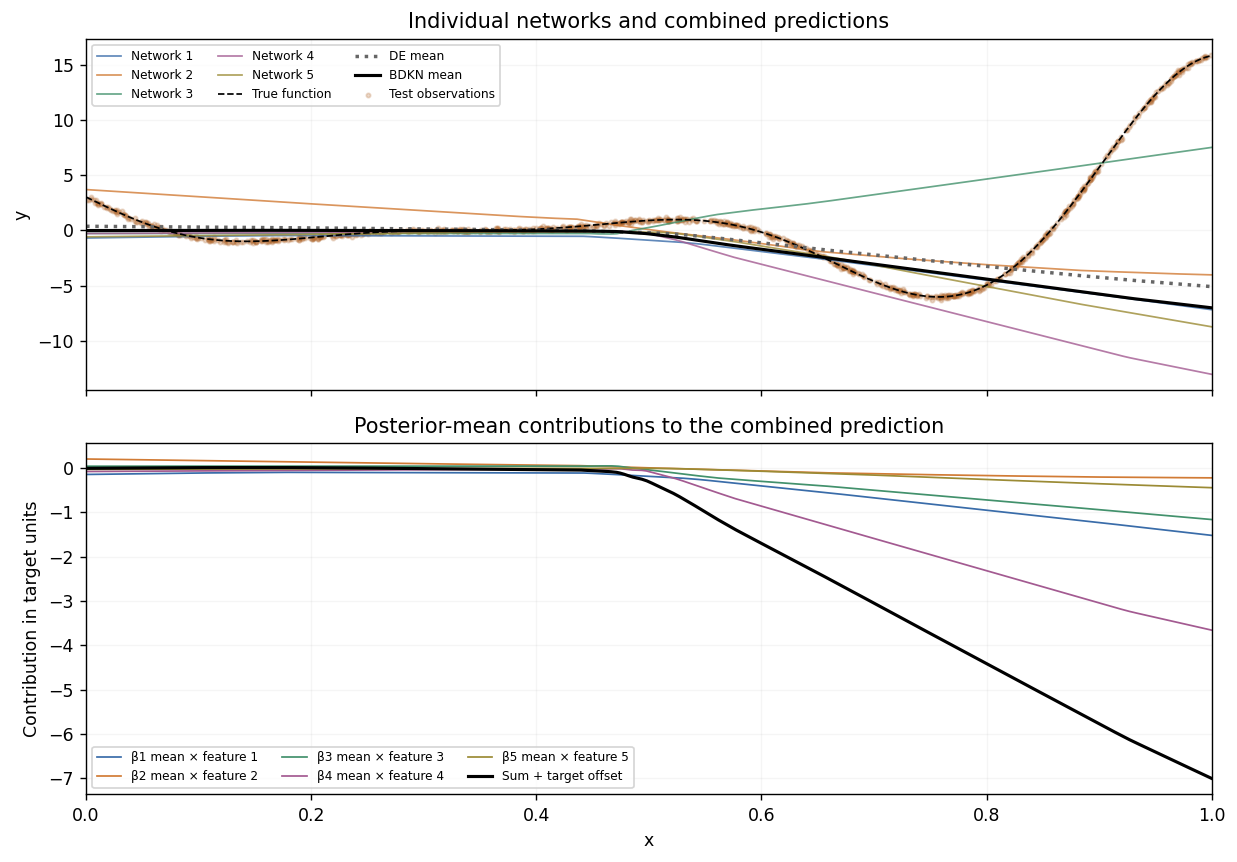 Individual networks and combined predictions
Network 1 Network 4 DE mean
Network 2 Network 5 BDKN mean
Network 3 True function Test observations
15
10
5
0
−5
−10
y
Posterior-mean contributions to the combined prediction
0
−1
−2
−3
−4
−5
−6
−7
Contribution in target units
β1 mean × feature 1 β3 mean × feature 3 β5 mean × feature 5
β2 mean × feature 2 β4 mean × feature 4 Sum + target offset
0.0 0.2 0.4 0.6 0.8 1.0
x